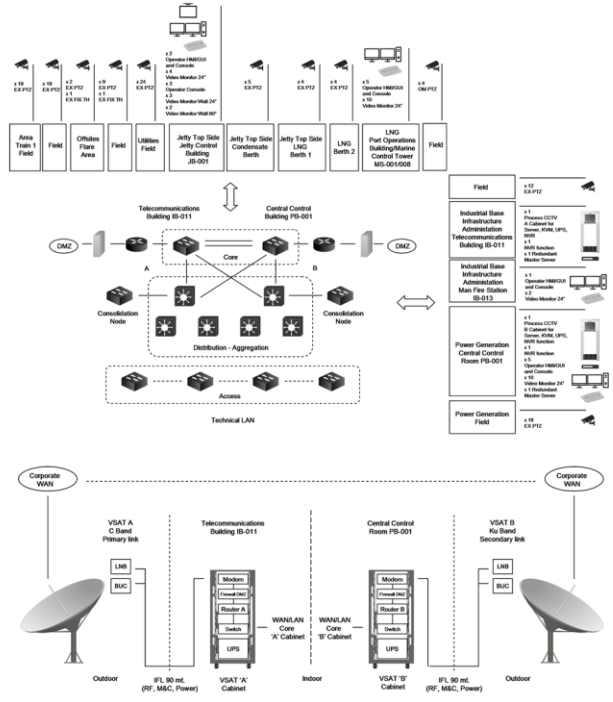 x 19
EX PTZ
x 19
EX PTZ
x 2
EX PTZ
x 1
EX FIX TH
x 9
EX PTZ
x 1
EX FIX TH
x 24
EX PTZ
x 2
Operator HMI/GUI
and Console
x 4
Video Monitor 24"
x 3
Operator Console
x 3
Video Monitor Wall 24"
x 2
Video Monitor Wall 60"
x 5
EX PTZ
x 4
EX PTZ
x 4
EX PTZ
x 5
Operator HMI/GUI
and Console
x 10
Video Monitor 24"
x 4
OM-PTZ
Area
Train 1
Field
Field
Offsites
Flare
Area
Field
Utilities
Field
Jetty Top Side
Jetty Control
Building
JB-001
Jetty Top Side
Condensate
Berth
Jetty Top Side
LNG
Berth 1
LNG
Berth 2
LNG
Port Operations
Building/Marine
Control Tower
MS-001/008
Field
Telecommunications
Building IB-011
Central Control
Building PB-001
DMZ
DMZ
Core
A
B
Consolidation
Node
Consolidation
Node
Distribution - Aggregation
Access
Technical LAN
Field
x 12
EX PTZ
Industrial Base
Infrastructure
Administation
Telecommunications
Building IB-011
x 1
Process CCTV
A Cabinet for
Server, KVM, UPS,
NVR
x 1
NVR function
x 1 Redundant
Master Server
Industrial Base
Infrastructure
Administation
Man Fire Station
IB-013
x 1
Operator HMI/GUI
and Console
x 2
Video Monitor 24"
Power Generation
Central Control
Room PB-001
x 1
Process CCTV
B Cabinet for
Server, KVM, UPS,
NVR function
x 1
NVR function
x 5
Operator HMI/GUI
and Console
x 10
Video Monitor 24"
x 1 Redundant
Master Server
Power Generation
Field
x 18
EX PTZ
Corporate
WAN
Corporate
WAN
VSAT A
C Band
Primary link
Telecommunications
Building IB-011
Central Control
Room PB-001
VSAT B
Ku Band
Secondary link
LNB
BUC
Modem
Firewall DMZ
Router A
Switch
UPS
WAN/LAN
Core
'A' Cabinet
WAN/LAN
Core
'B' Cabinet
Modem
Firewall DMZ
Router B
Switch
UPS
LNB
BUC
Outdoor
IFL 90 mt.
(RF, M&C, Power)
VSAT 'A'
Cabinet
Indoor
VSAT 'B'
Cabinet
IFL 90 mt.
(RF, M&C, Power)
Outdoor